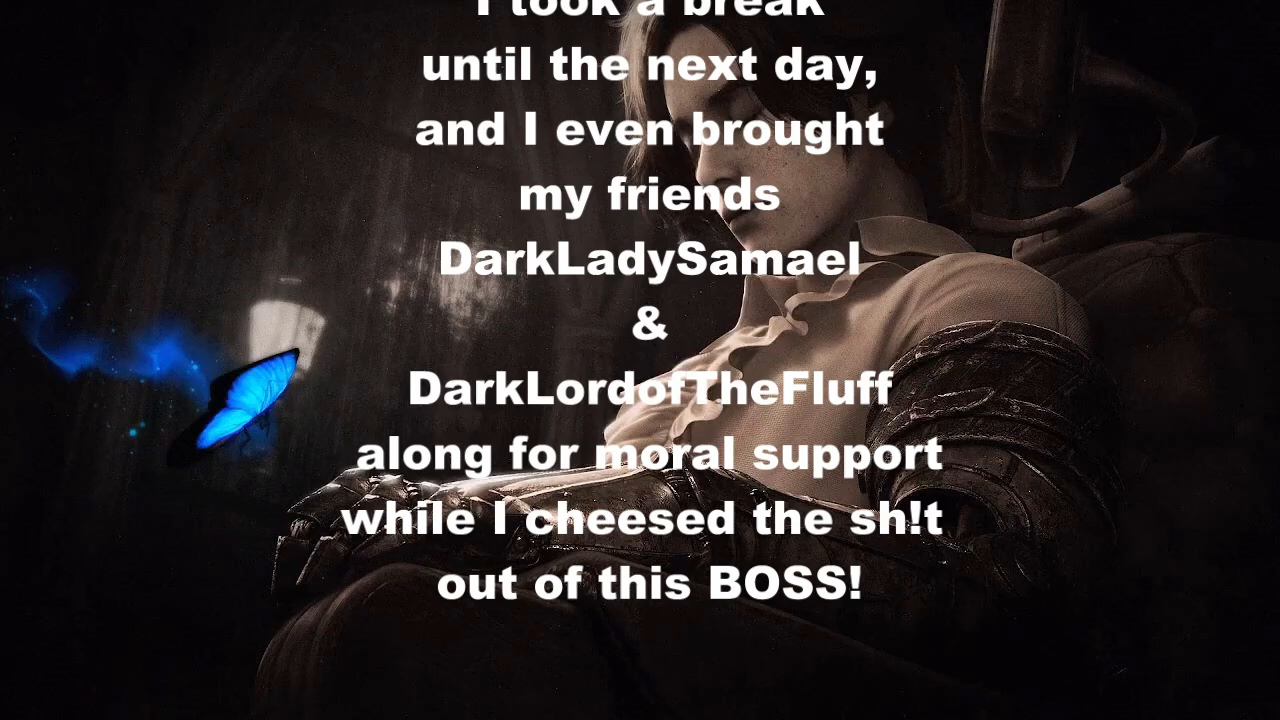 I took a break
until the next day,
and I even brought
my friends
DarkLadySamael
&
DarkLordofTheFluff
along for moral support
while I cheesed the sh!t
out of this BOSS!